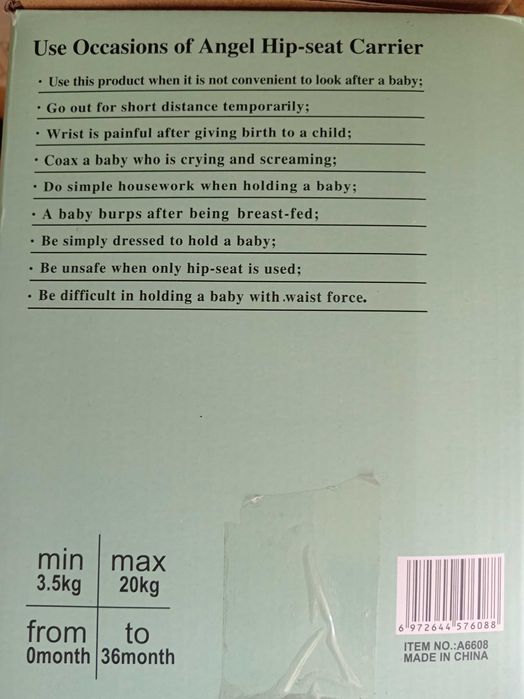 Use Occasions of Angel Hip-seat Carrier
· Use this product when it is not convenient to look after a baby;
· Go out for short distance temporarily;
· Wrist is painful after giving birth to a child;
· Coax a baby who is crying and screaming;
· Do simple housework when holding a baby;
· A baby burps after being breast-fed;
· Be simply dressed to hold a baby;
· Be unsafe when only hip-seat is used;
· Be difficult in holding a baby with .waist force.
min max
3.5kg 20kg
from to
0month 36month
6 972644 576088
ITEM NO.:A6608
MADE IN CHINA